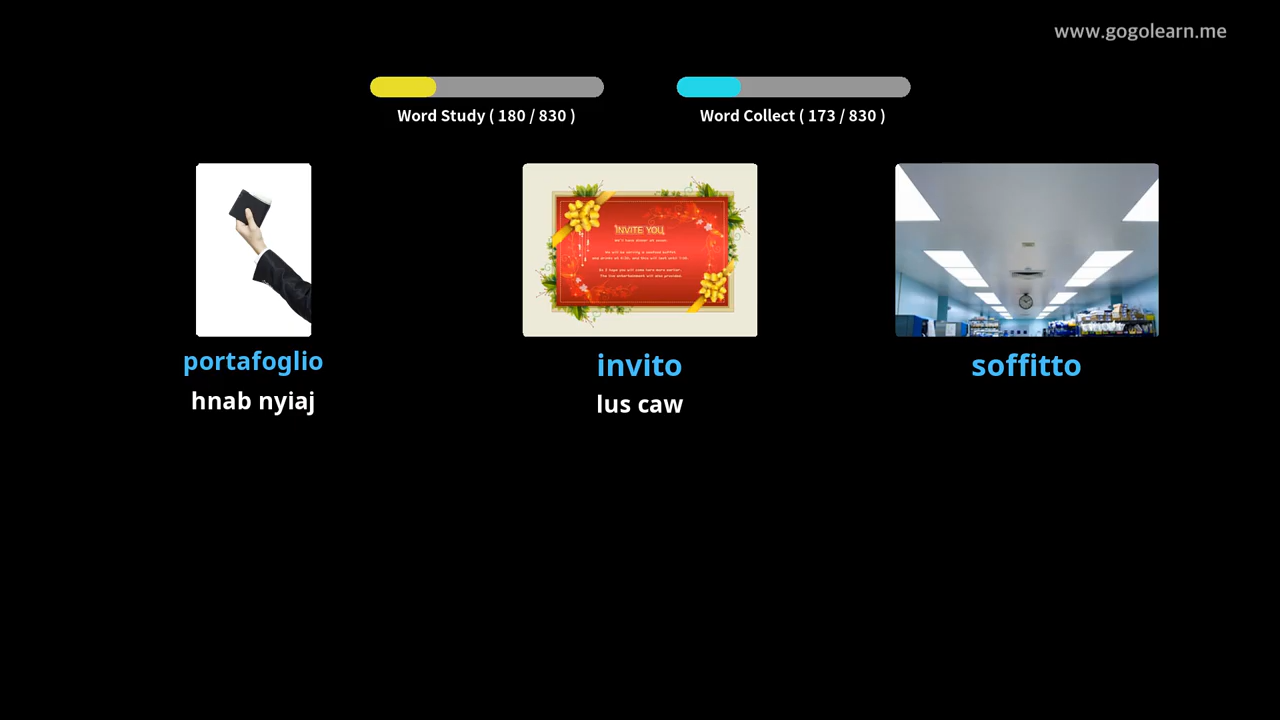 www.gogolearn.me
Word Study ( 180 / 830 )
Word Collect ( 173 / 830 )
INVITE YOU
portafoglio
invito
soffitto
hnab nyiaj
lus caw